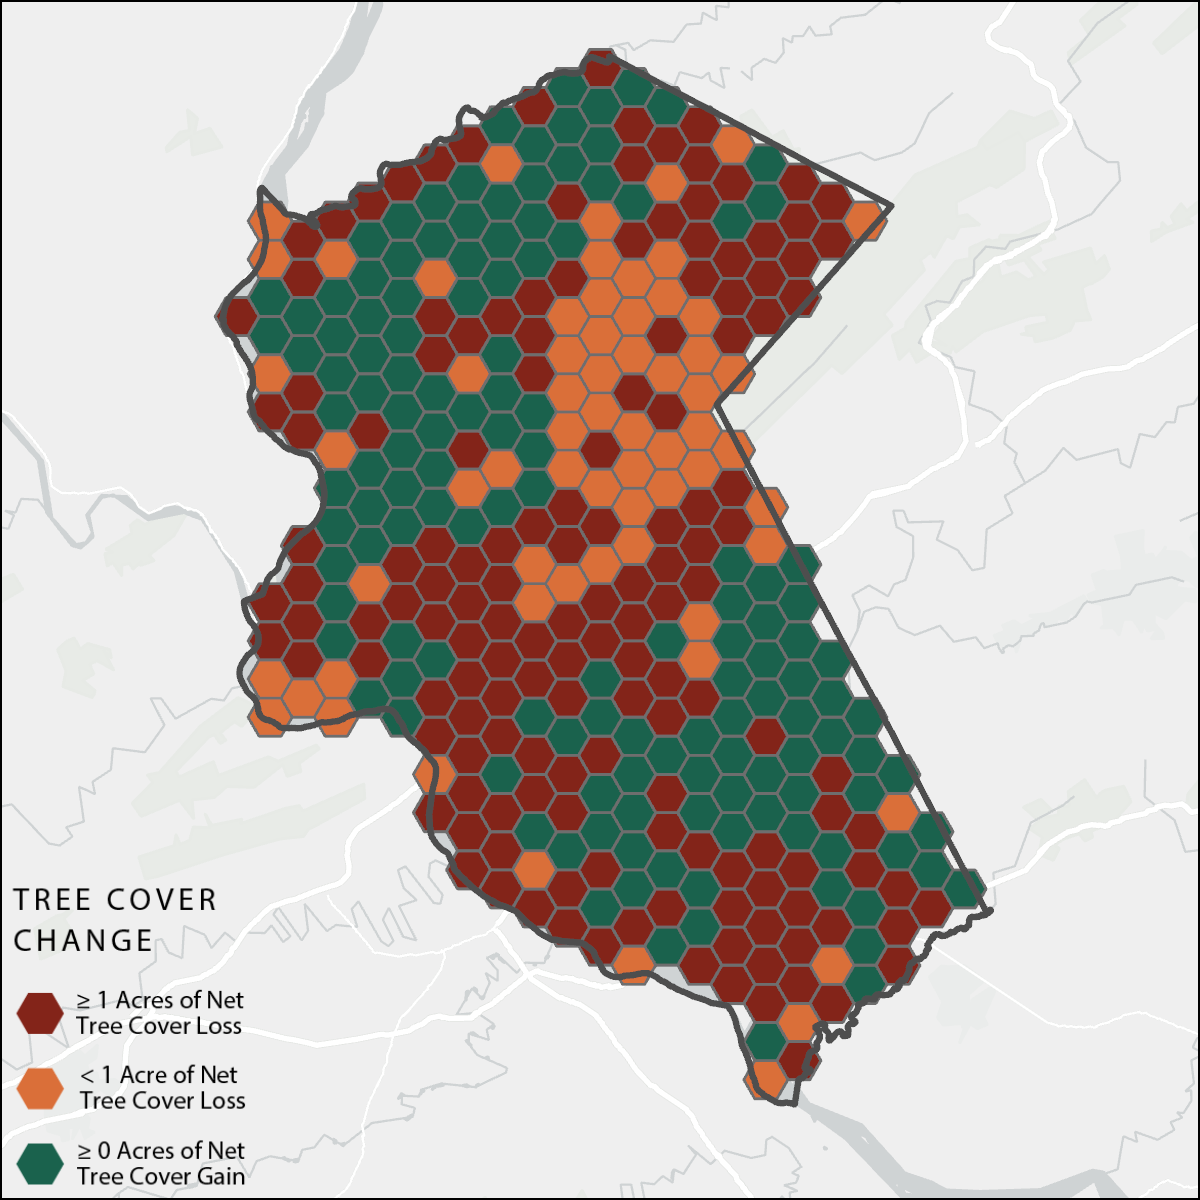 TREE COVER
CHANGE
≥ 1 Acres of Net
Tree Cover Loss
< 1 Acre of Net
Tree Cover Loss
≥ 0 Acres of Net
Tree Cover Gain